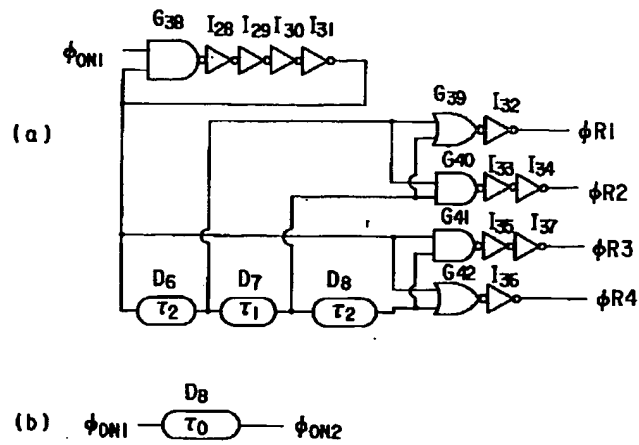 G38 I28 I29 I30 I31
ϕON1
(a)
G39 I32
ϕR1
G40 I33 I34
ϕR2
G41 I35 I37
ϕR3
G42 I36
ϕR4
D6 D7 D8
τ2 τ1 τ2
D8
(b) ϕON1 τ0 ϕON2